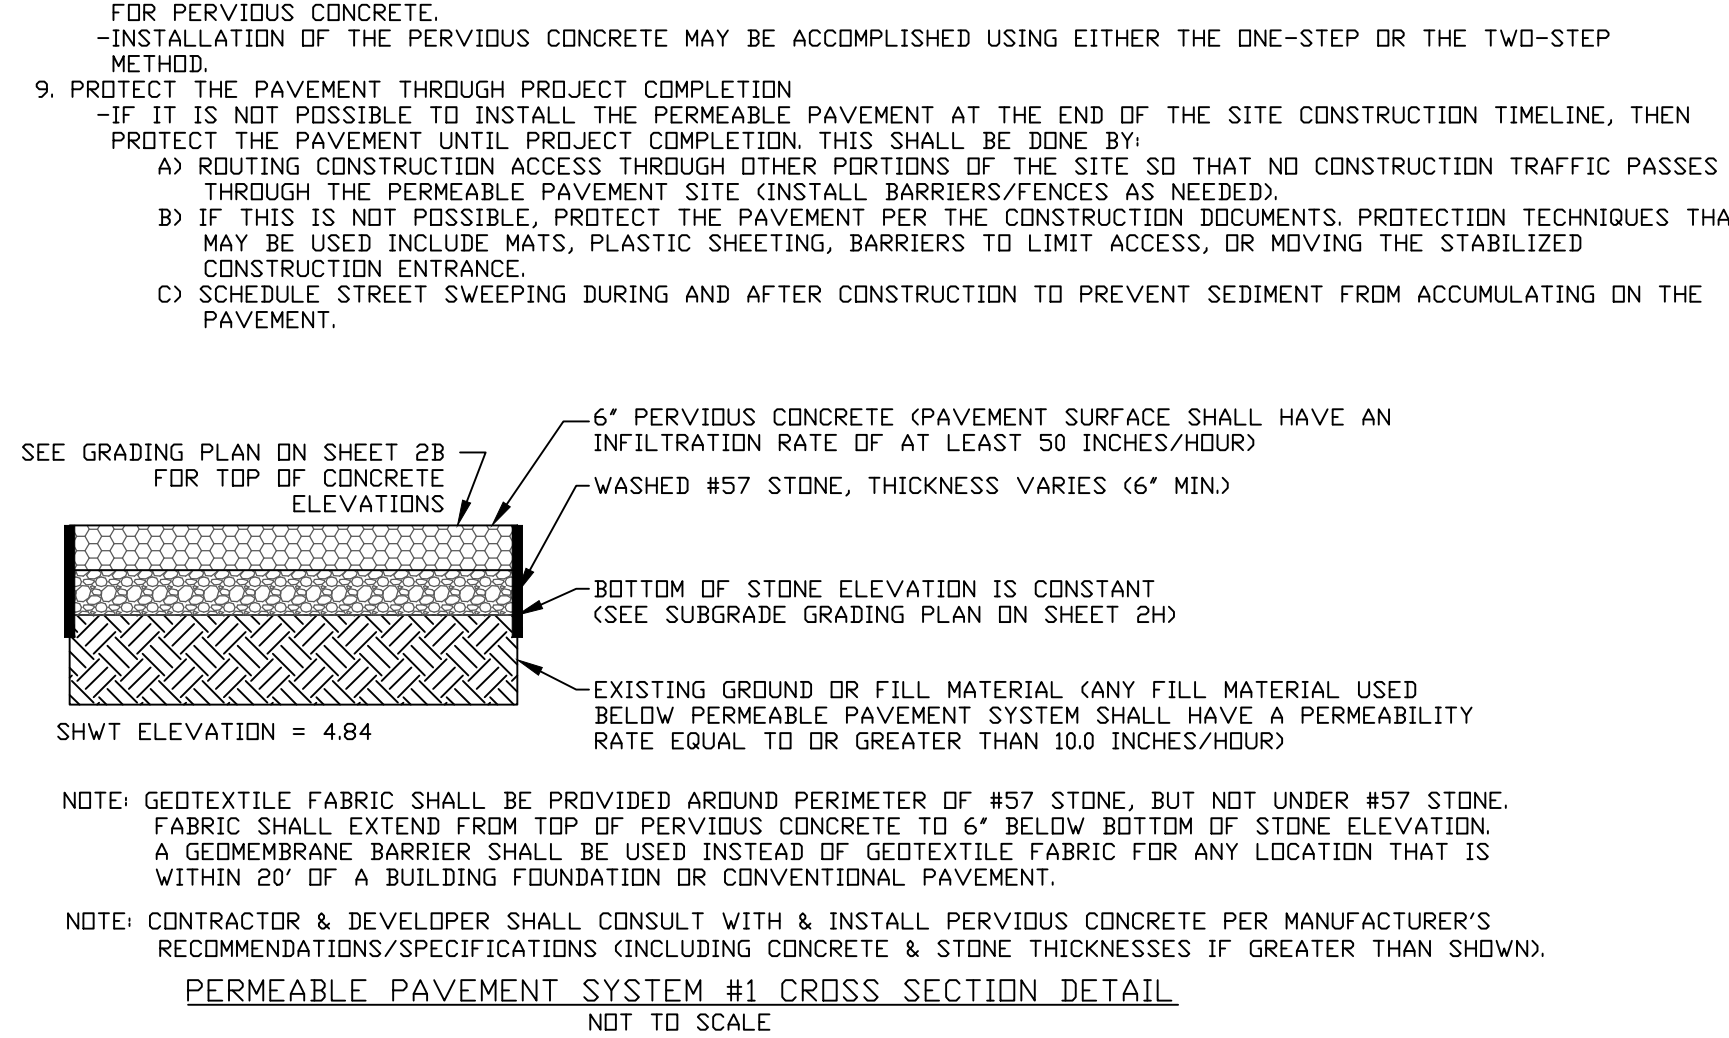 FOR PERVIOUS CONCRETE.
-INSTALLATION OF THE PERVIOUS CONCRETE MAY BE ACCOMPLISHED USING EITHER THE ONE-STEP OR THE TWO-STEP
METHOD.
9. PROTECT THE PAVEMENT THROUGH PROJECT COMPLETION
-IF IT IS NOT POSSIBLE TO INSTALL THE PERMEABLE PAVEMENT AT THE END OF THE SITE CONSTRUCTION TIMELINE, THEN
PROTECT THE PAVEMENT UNTIL PROJECT COMPLETION. THIS SHALL BE DONE BY:
A) ROUTING CONSTRUCTION ACCESS THROUGH OTHER PORTIONS OF THE SITE SO THAT NO CONSTRUCTION TRAFFIC PASSES
THROUGH THE PERMEABLE PAVEMENT SITE (INSTALL BARRIERS/FENCES AS NEEDED).
B) IF THIS IS NOT POSSIBLE, PROTECT THE PAVEMENT PER THE CONSTRUCTION DOCUMENTS. PROTECTION TECHNIQUES THA
MAY BE USED INCLUDE MATS, PLASTIC SHEETING, BARRIERS TO LIMIT ACCESS, OR MOVING THE STABILIZED
CONSTRUCTION ENTRANCE.
C) SCHEDULE STREET SWEEPING DURING AND AFTER CONSTRUCTION TO PREVENT SEDIMENT FROM ACCUMULATING ON THE
PAVEMENT.
SEE GRADING PLAN ON SHEET 2B
FOR TOP OF CONCRETE
ELEVATIONS
6" PERVIOUS CONCRETE (PAVEMENT SURFACE SHALL HAVE AN
INFILTRATION RATE OF AT LEAST 50 INCHES/HOUR)
WASHED #57 STONE, THICKNESS VARIES (6" MIN.)
BOTTOM OF STONE ELEVATION IS CONSTANT
(SEE SUBGRADE GRADING PLAN ON SHEET 2H)
EXISTING GROUND OR FILL MATERIAL (ANY FILL MATERIAL USED
BELOW PERMEABLE PAVEMENT SYSTEM SHALL HAVE A PERMEABILITY
RATE EQUAL TO OR GREATER THAN 10.0 INCHES/HOUR)
SHWT ELEVATION = 4.84
NOTE: GEOTEXTILE FABRIC SHALL BE PROVIDED AROUND PERIMETER OF #57 STONE, BUT NOT UNDER #57 STONE.
FABRIC SHALL EXTEND FROM TOP OF PERVIOUS CONCRETE TO 6" BELOW BOTTOM OF STONE ELEVATION.
A GEOMEMBRANE BARRIER SHALL BE USED INSTEAD OF GEOTEXTILE FABRIC FOR ANY LOCATION THAT IS
WITHIN 20' OF A BUILDING FOUNDATION OR CONVENTIONAL PAVEMENT.
NOTE: CONTRACTOR & DEVELOPER SHALL CONSULT WITH & INSTALL PERVIOUS CONCRETE PER MANUFACTURER'S
RECOMMENDATIONS/SPECIFICATIONS (INCLUDING CONCRETE & STONE THICKNESSES IF GREATER THAN SHOWN).
PERMEABLE PAVEMENT SYSTEM #1 CROSS SECTION DETAIL
NOT TO SCALE